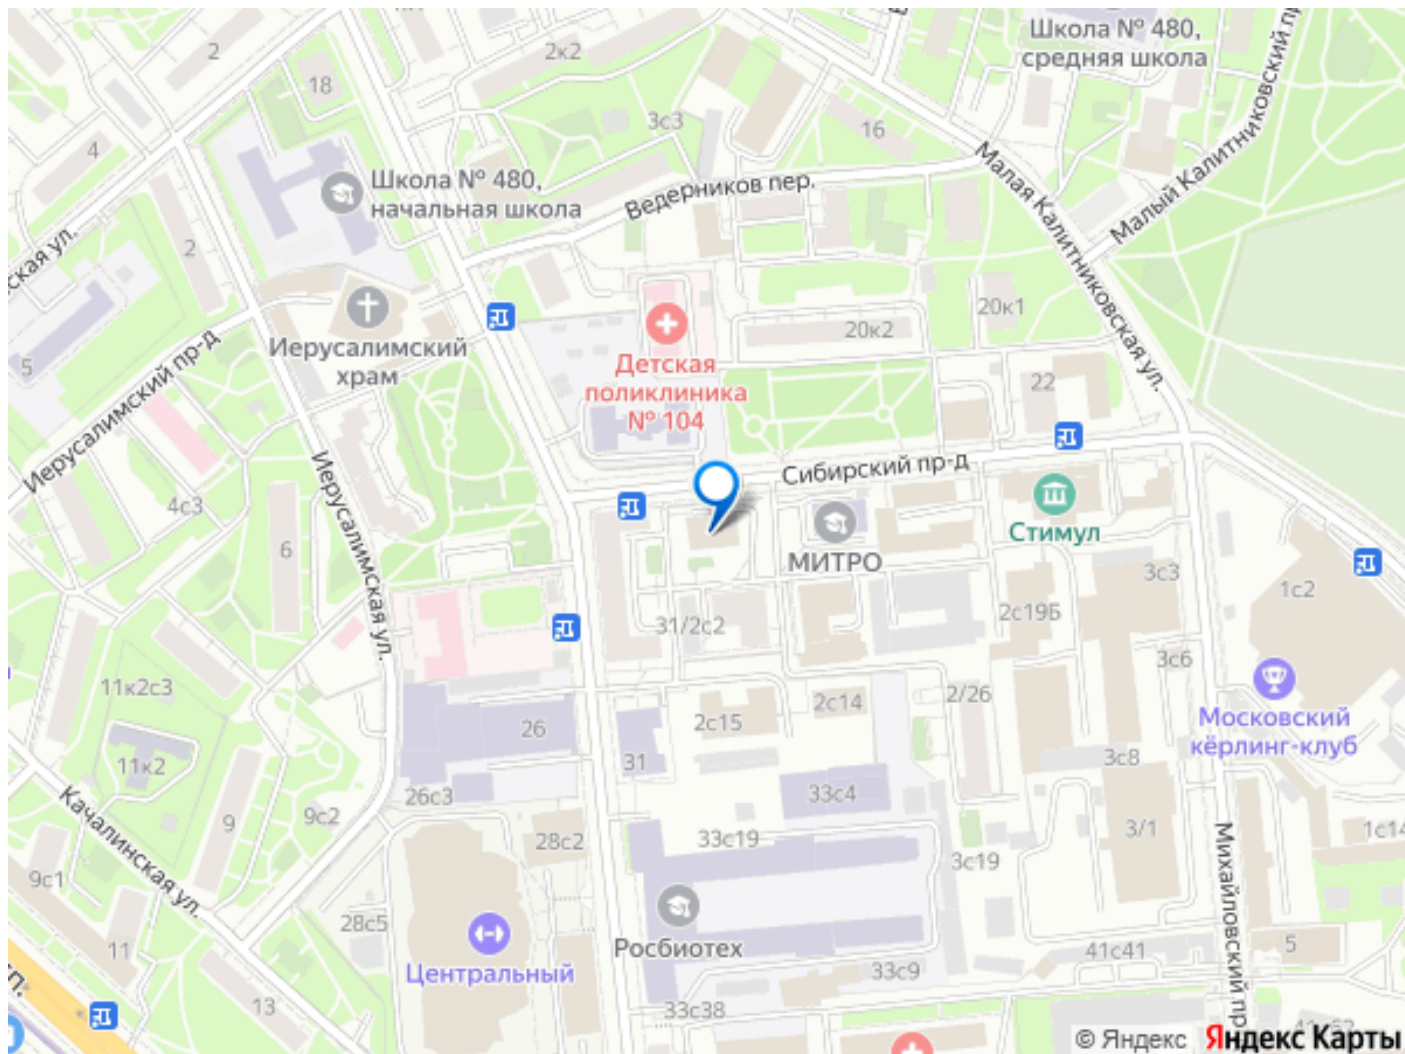 Школа № 480,
средняя школа
Малый Калитниковский пр
2
2к2
18
3с3
16
4
Школа № 480,
начальная школа
Ведерников пер.
Малая Калитниковская ул.
ская ул.
2
20к1
20к2
Иерусалимский
храм
5
Иерусалимский пр-д
Детская
поликлиника
№ 104
22
Сибирский пр-д
4с3
Иерусалимская ул.
6
МИТРО
Стимул
3с3
1с2
2с19Б
31/2с2
3с6
11к2с3
2с14
2/26
2с15
26
Московский
кёрлинг-клуб
31
3с8
11к2
33с4
26с3
Качалинская ул.
9
9с2
28с2
33с19
3/1
1с14
3с19
9с1
Михайловский пр
28с5
11
Росбиотех
41с41
5
Центральный
33с9
13
33с38
© Яндекс Яндекс Карты